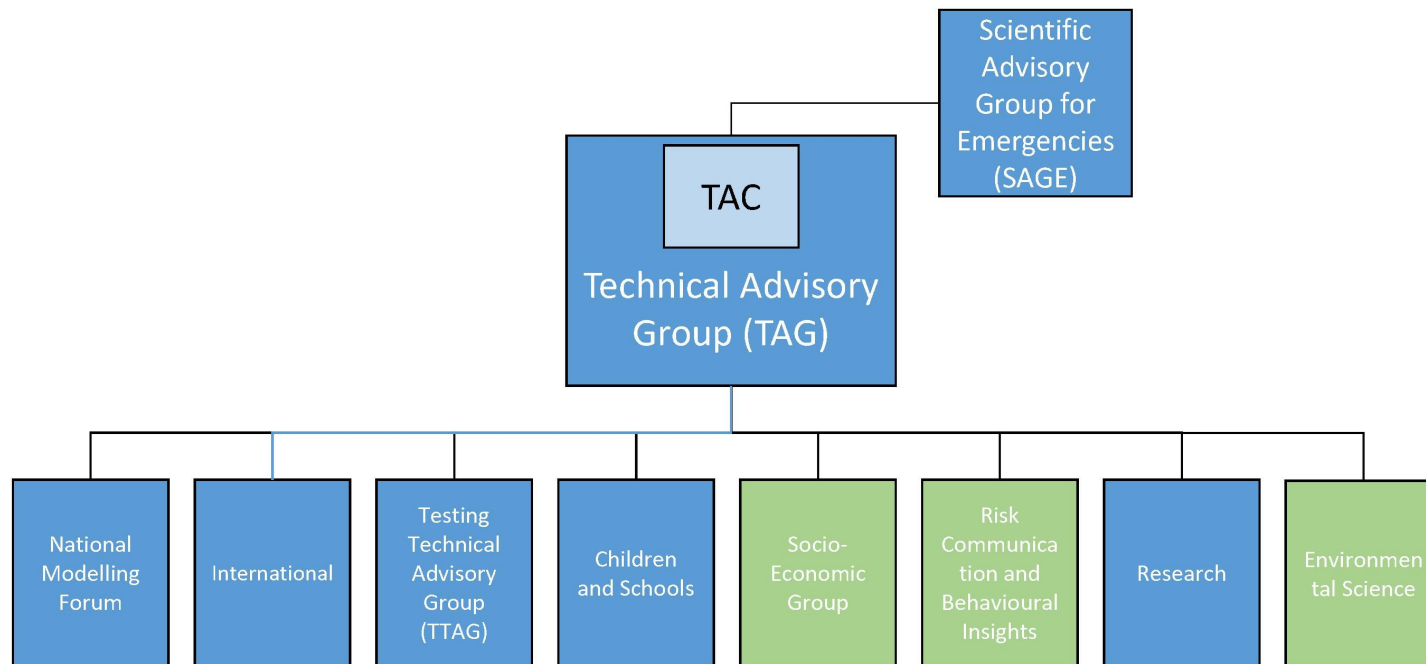 Scientific
Advisory
Group for
Emergencies
(SAGE)
TAC
Technical Advisory
Group (TAG)
National
Modelling
Forum
International
Testing
Technical
Advisory
Group
(TTAG)
Children
and Schools
Socio-
Economic
Group
Risk
Communica
tion and
Behavioural
Insights
Research
Environmen
tal Science